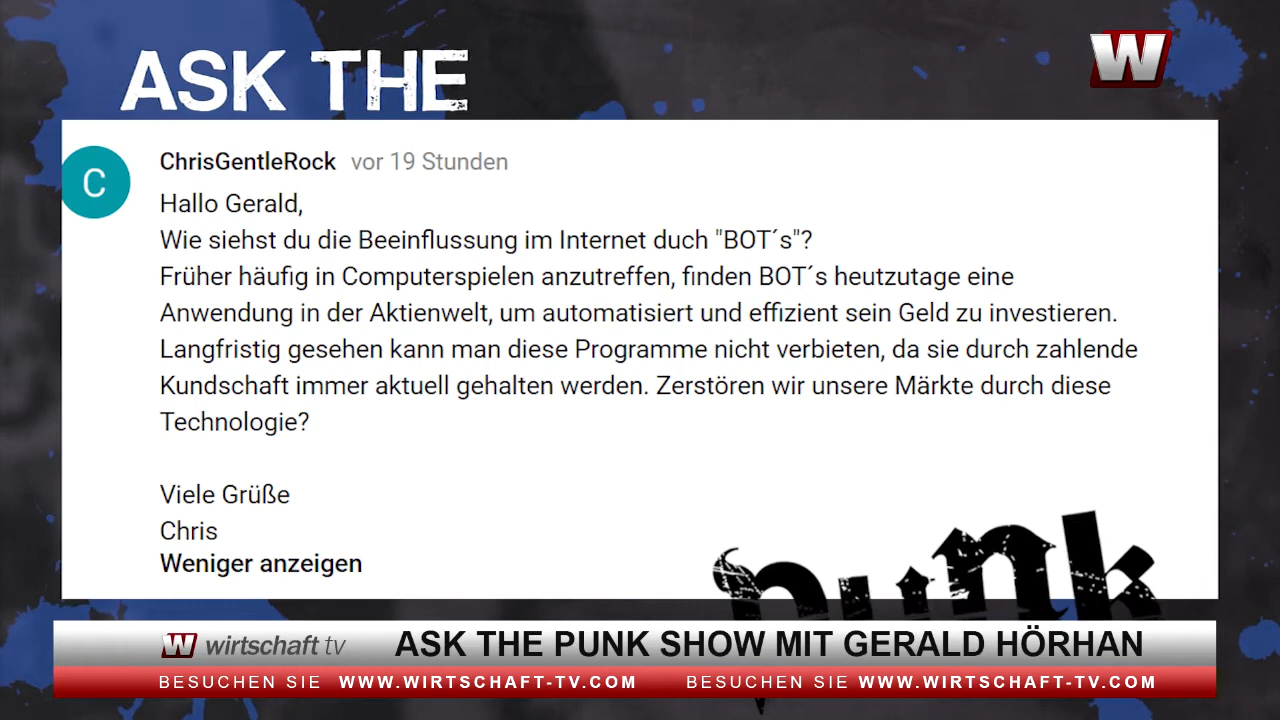 ASK THE
W
C
ChrisGentleRock vor 19 Stunden
Hallo Gerald,
Wie siehst du die Beeinflussung im Internet duch "BOT´s"?
Früher häufig in Computerspielen anzutreffen, finden BOT´s heutzutage eine
Anwendung in der Aktienwelt, um automatisiert und effizient sein Geld zu investieren.
Langfristig gesehen kann man diese Programme nicht verbieten, da sie durch zahlende
Kundschaft immer aktuell gehalten werden. Zerstören wir unsere Märkte durch diese
Technologie?
Viele Grüße
Chris
Weniger anzeigen
punk
W wirtschaft tv ASK THE PUNK SHOW MIT GERALD HÖRHAN
BESUCHEN SIE WWW.WIRTSCHAFT-TV.COM BESUCHEN SIE WWW.WIRTSCHAFT-TV.COM